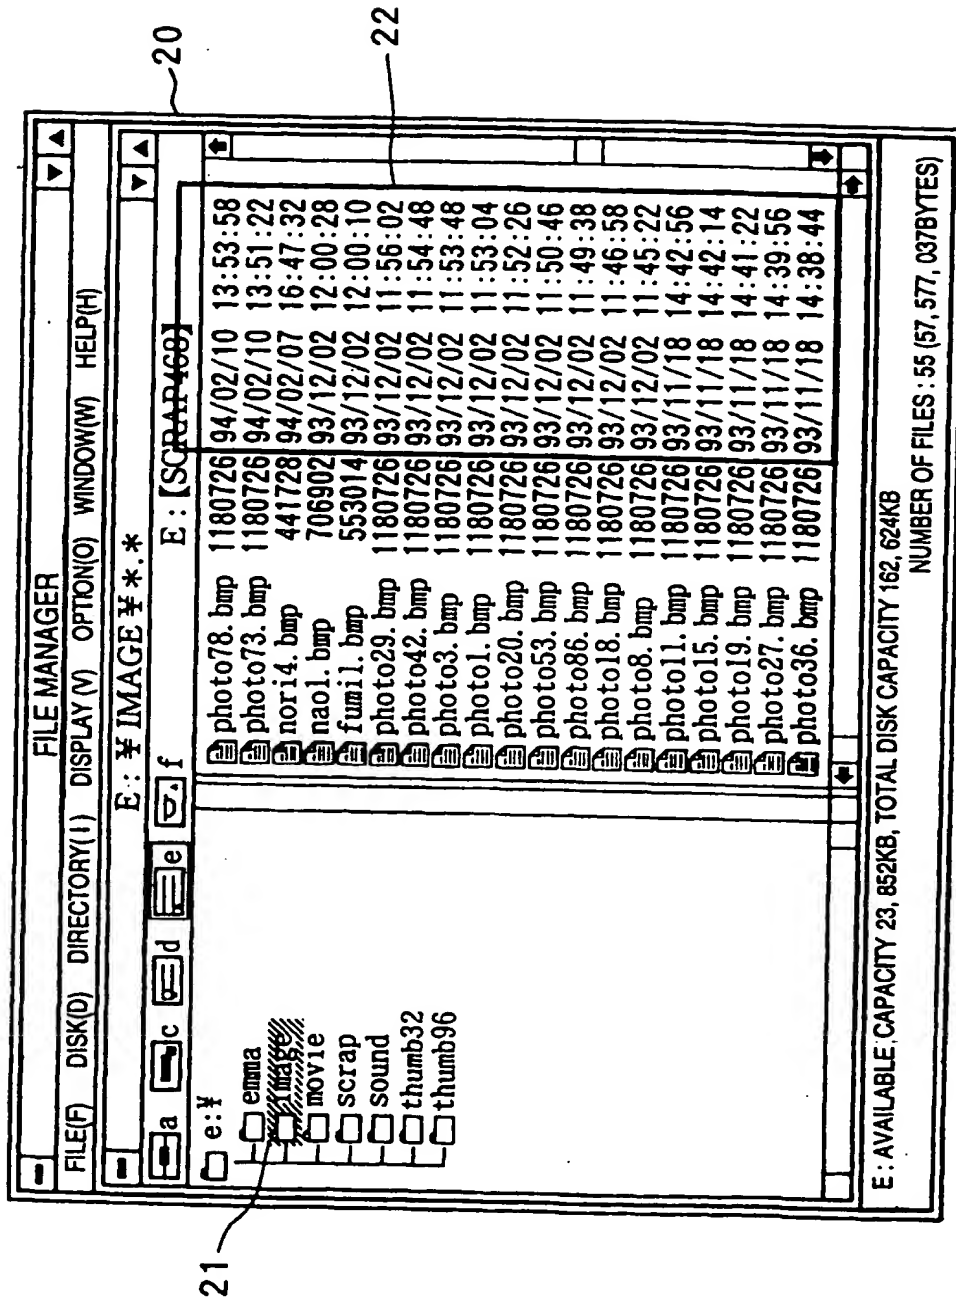 FILE MANAGER
FILE(F) DISK(D) DIRECTORY(I) DISPLAY (V) OPTION(O) WINDOW(W) HELP(H)
E : ¥ IMAGE ¥ *. *
a c d e f E : [SCRAP468]
e:¥
emma
image
movie
scrap
sound
thumb32
thumb96
photo78. bmp 1180726 94/02/10 13:53:58
photo73. bmp 1180726 94/02/10 13:51:22
nori4. bmp 441728 94/02/07 16:47:32
nao1. bmp 706902 93/12/02 12:00:28
fumi1. bmp 553014 93/12/02 12:00:10
photo29. bmp 1180726 93/12/02 11:56:02
photo42. bmp 1180726 93/12/02 11:54:48
photo3. bmp 1180726 93/12/02 11:53:48
photo1. bmp 1180726 93/12/02 11:53:04
photo20. bmp 1180726 93/12/02 11:52:26
photo53. bmp 1180726 93/12/02 11:50:46
photo86. bmp 1180726 93/12/02 11:49:38
photo18. bmp 1180726 93/12/02 11:46:58
photo8. bmp 1180726 93/12/02 11:45:22
photo11. bmp 1180726 93/11/18 14:42:56
photo15. bmp 1180726 93/11/18 14:42:14
photo19. bmp 1180726 93/11/18 14:41:22
photo27. bmp 1180726 93/11/18 14:39:56
photo36. bmp 1180726 93/11/18 14:38:44
E : AVAILABLE CAPACITY 23, 852KB, TOTAL DISK CAPACITY 162, 624KB
NUMBER OF FILES : 55 (57, 577, 037BYTES)
20
21
22